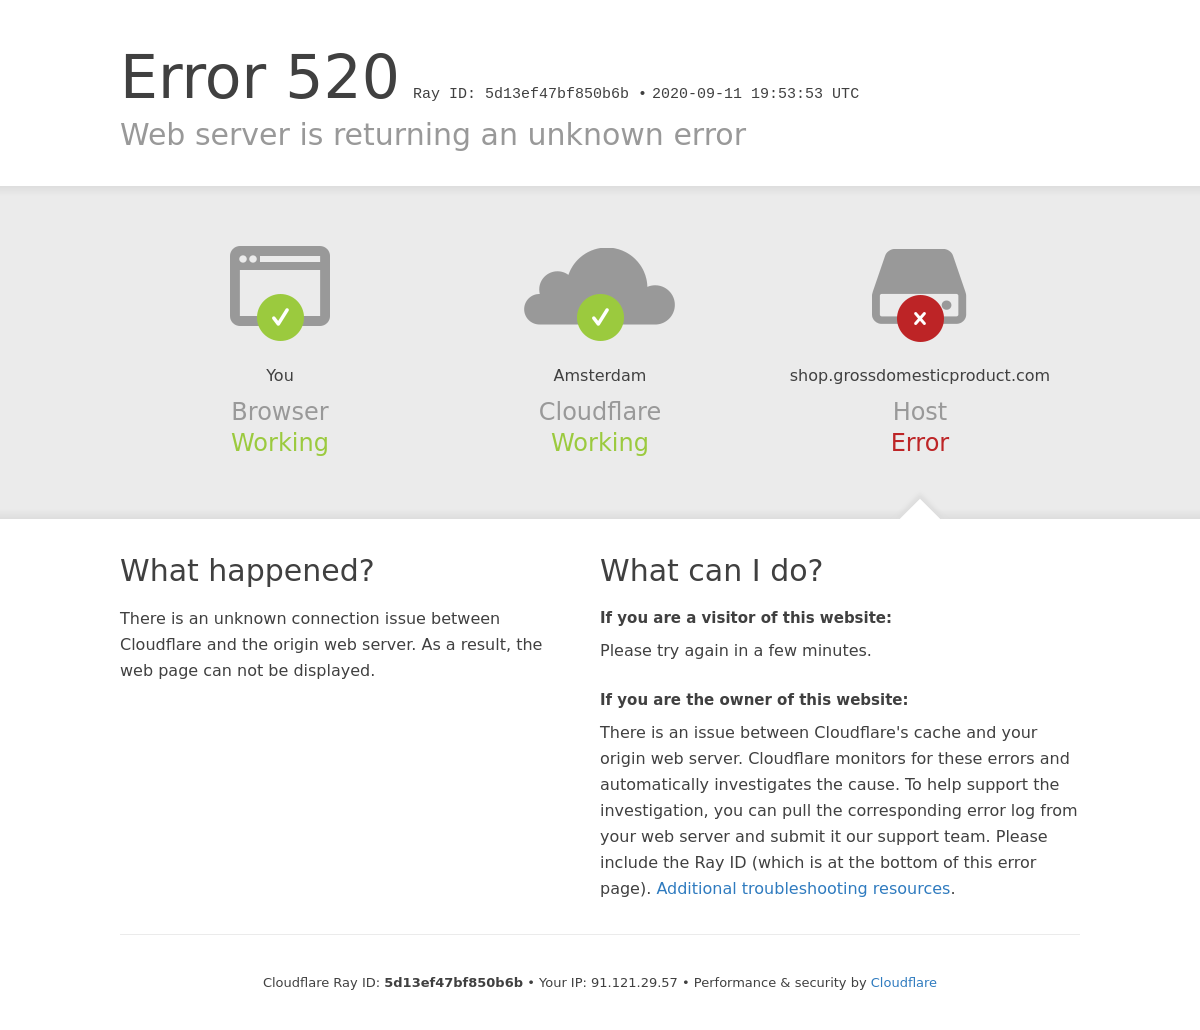 Error 520 Ray ID: 5d13ef47bf850b6b • 2020-09-11 19:53:53 UTC
Web server is returning an unknown error
You
Browser
Working
Amsterdam
Cloudflare
Working
shop.grossdomesticproduct.com
Host
Error
What happened?
There is an unknown connection issue between
Cloudflare and the origin web server. As a result, the
web page can not be displayed.
What can I do?
If you are a visitor of this website:
Please try again in a few minutes.
If you are the owner of this website:
There is an issue between Cloudflare's cache and your
origin web server. Cloudflare monitors for these errors and
automatically investigates the cause. To help support the
investigation, you can pull the corresponding error log from
your web server and submit it our support team. Please
include the Ray ID (which is at the bottom of this error
page). Additional troubleshooting resources.
Cloudflare Ray ID: 5d13ef47bf850b6b • Your IP: 91.121.29.57 • Performance & security by Cloudflare